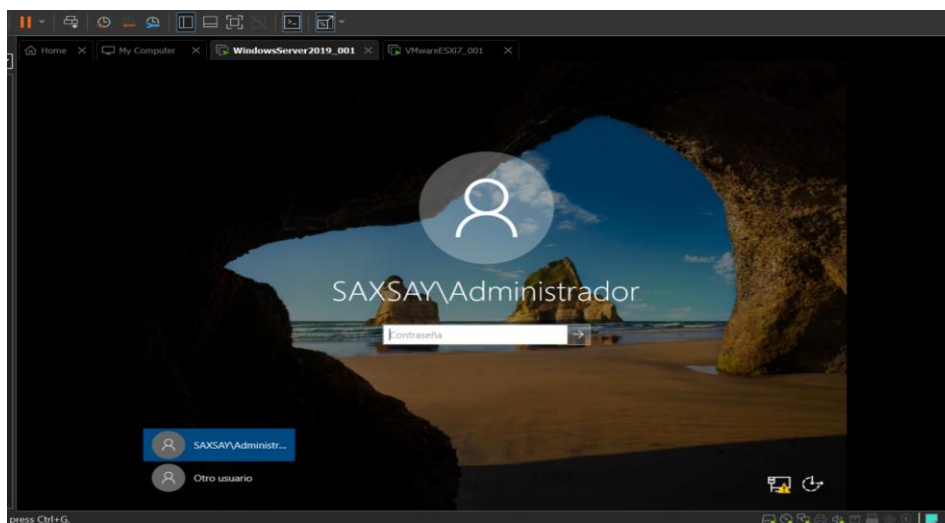 Home
My Computer
WindowsServer2019_001
VMwareESXi7_001
SAXSAY\Administrador
Contraseña
SAXSAY\Administr...
Otro usuario
press Ctrl+G.